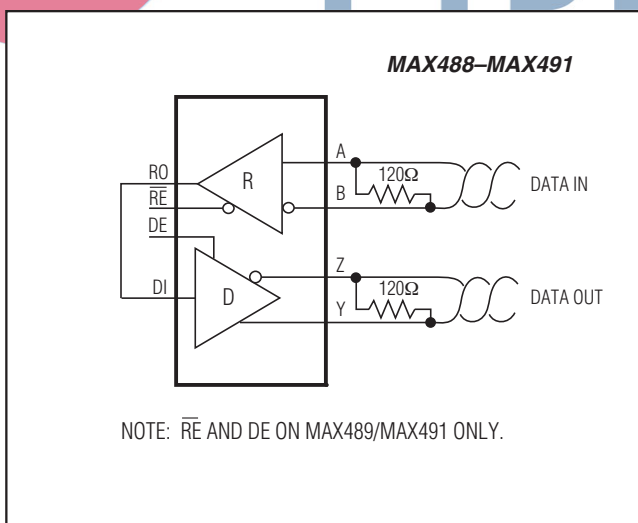 MAX488–MAX491
A
120Ω
RO
R
DATA IN
RE
B
DE
Z
120Ω
DI
D
DATA OUT
Y
NOTE: RE AND DE ON MAX489/MAX491 ONLY.